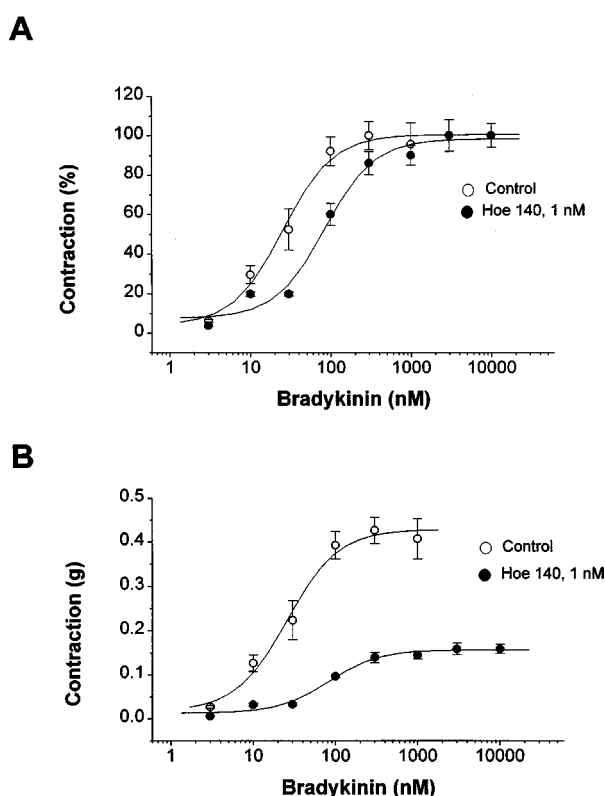 A
120
100
80
60
40
20
0
Contraction (%)
Control
Hoe 140, 1 nM
1 10 100 1000 10000
Bradykinin (nM)
B
0.5
0.4
0.3
0.2
0.1
0.0
Contraction (g)
Control
Hoe 140, 1 nM
1 10 100 1000 10000
Bradykinin (nM)